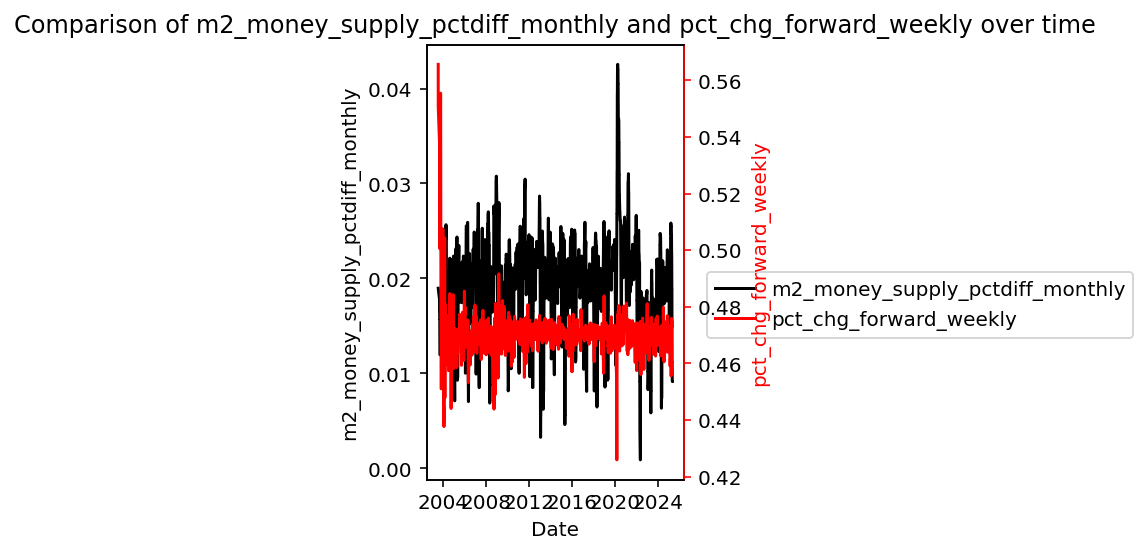 Comparison of m2_money_supply_pctdiff_monthly and pct_chg_forward_weekly over time
m2_money_supply_pctdiff_monthly
0.04
0.03
0.02
0.01
0.00
0.56
0.54
0.52
0.50
0.48
0.46
0.44
0.42
pct_chg_forward_weekly
m2_money_supply_pctdiff_monthly
pct_chg_forward_weekly
2004 2008 2012 2016 2020 2024
Date